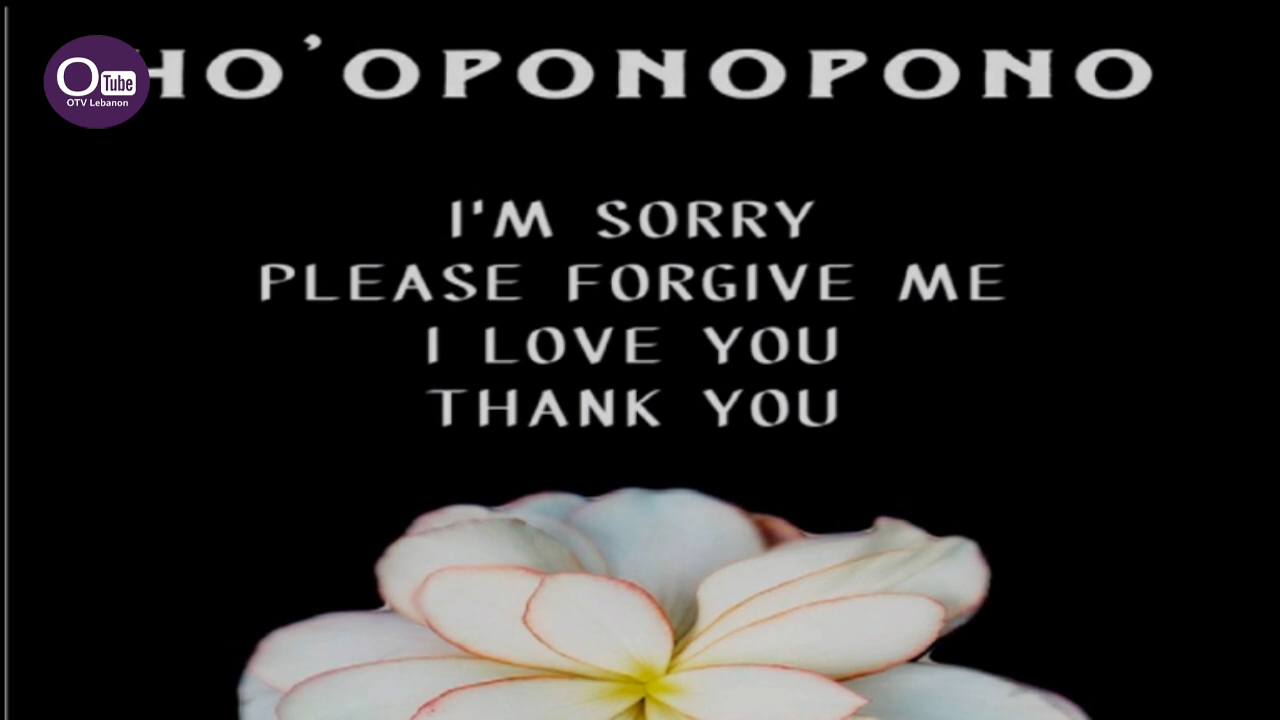 HO'OPONOPONO
O Tube
OTV Lebanon
I'M SORRY
PLEASE FORGIVE ME
I LOVE YOU
THANK YOU